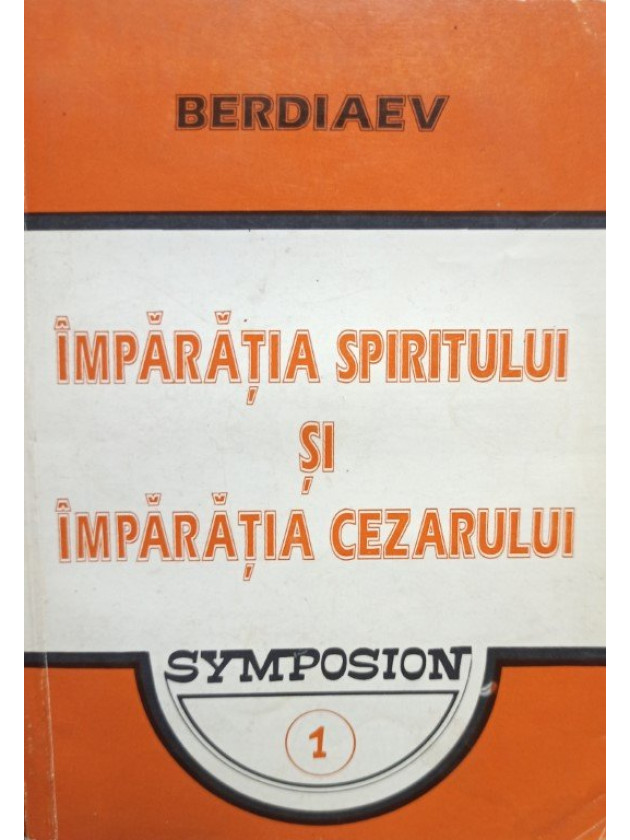 BERDIAEV
ÎMPĂRĂȚIA SPIRITULUI
ȘI
ÎMPĂRĂȚIA CEZARULUI
SYMPOSION
1